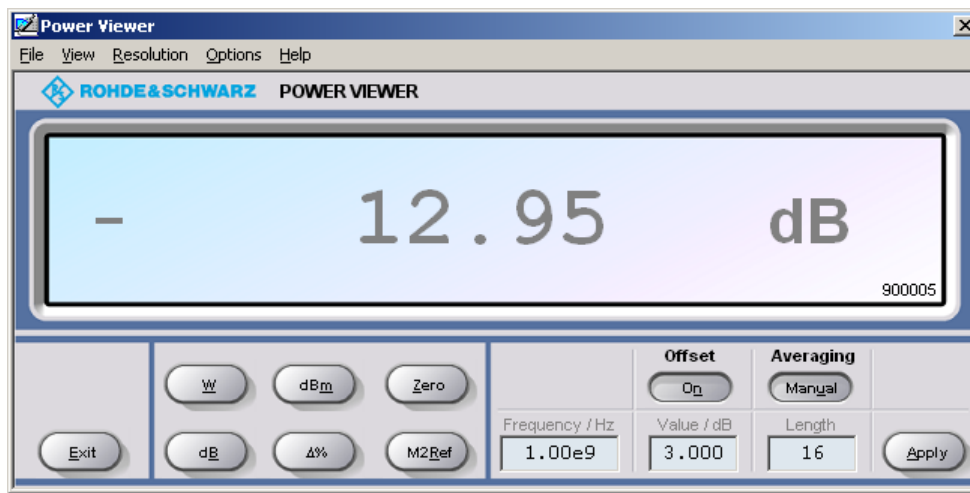 Power Viewer
File View Resolution Options Help
ROHDE&SCHWARZ POWER VIEWER
- 12.95 dB
900005
Offset Averaging
W dBm Zero On Manual
Frequency / Hz Value / dB Length
Exit dB Δ% M2Ref 1.00e9 3.000 16 Apply